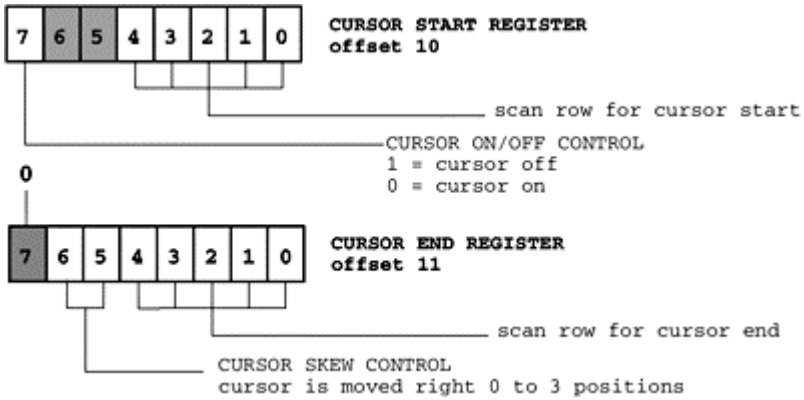 7 6 5 4 3 2 1 0
CURSOR START REGISTER
offset 10
scan row for cursor start
CURSOR ON/OFF CONTROL
1 = cursor off
0 = cursor on
0
7 6 5 4 3 2 1 0
CURSOR END REGISTER
offset 11
scan row for cursor end
CURSOR SKEW CONTROL
cursor is moved right 0 to 3 positions